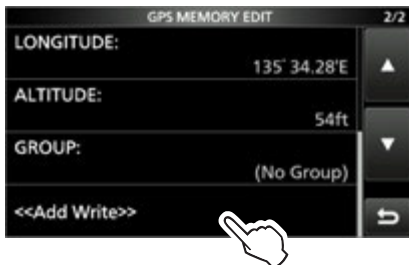 GPS MEMORY EDIT 2/2
LONGITUDE:
135° 34.28'E
ALTITUDE:
54ft
GROUP:
(No Group)
<<Add Write>>